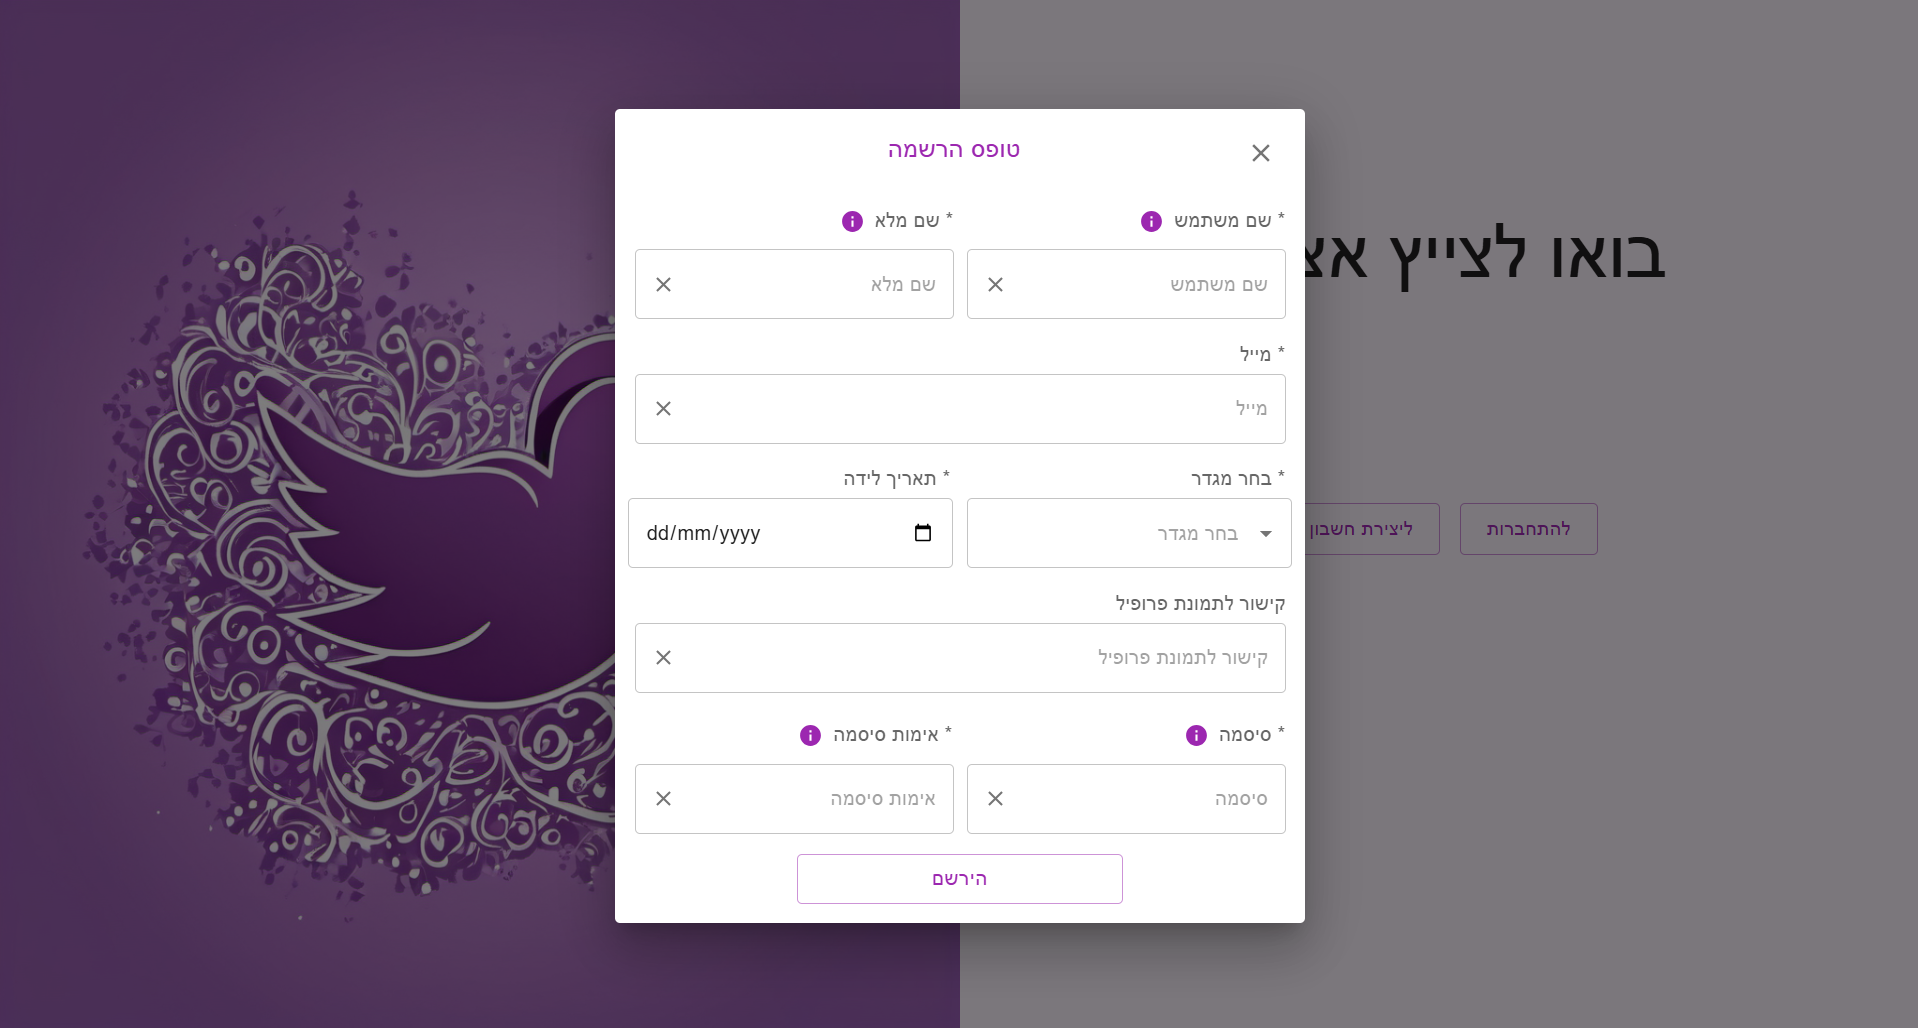 טופס הרשמה
בואו לצייץ
* שם משתמש
* שם מלא
שם משתמש
שם מלא
* מייל
מייל
* בחר מגדר
* תאריך לידה
בחר מגדר
dd/mm/yyyy
להתחברות
ליצירת חשבון
קישור לתמונת פרופיל
קישור לתמונת פרופיל
* סיסמה
* אימות סיסמה
סיסמה
אימות סיסמה
הירשם